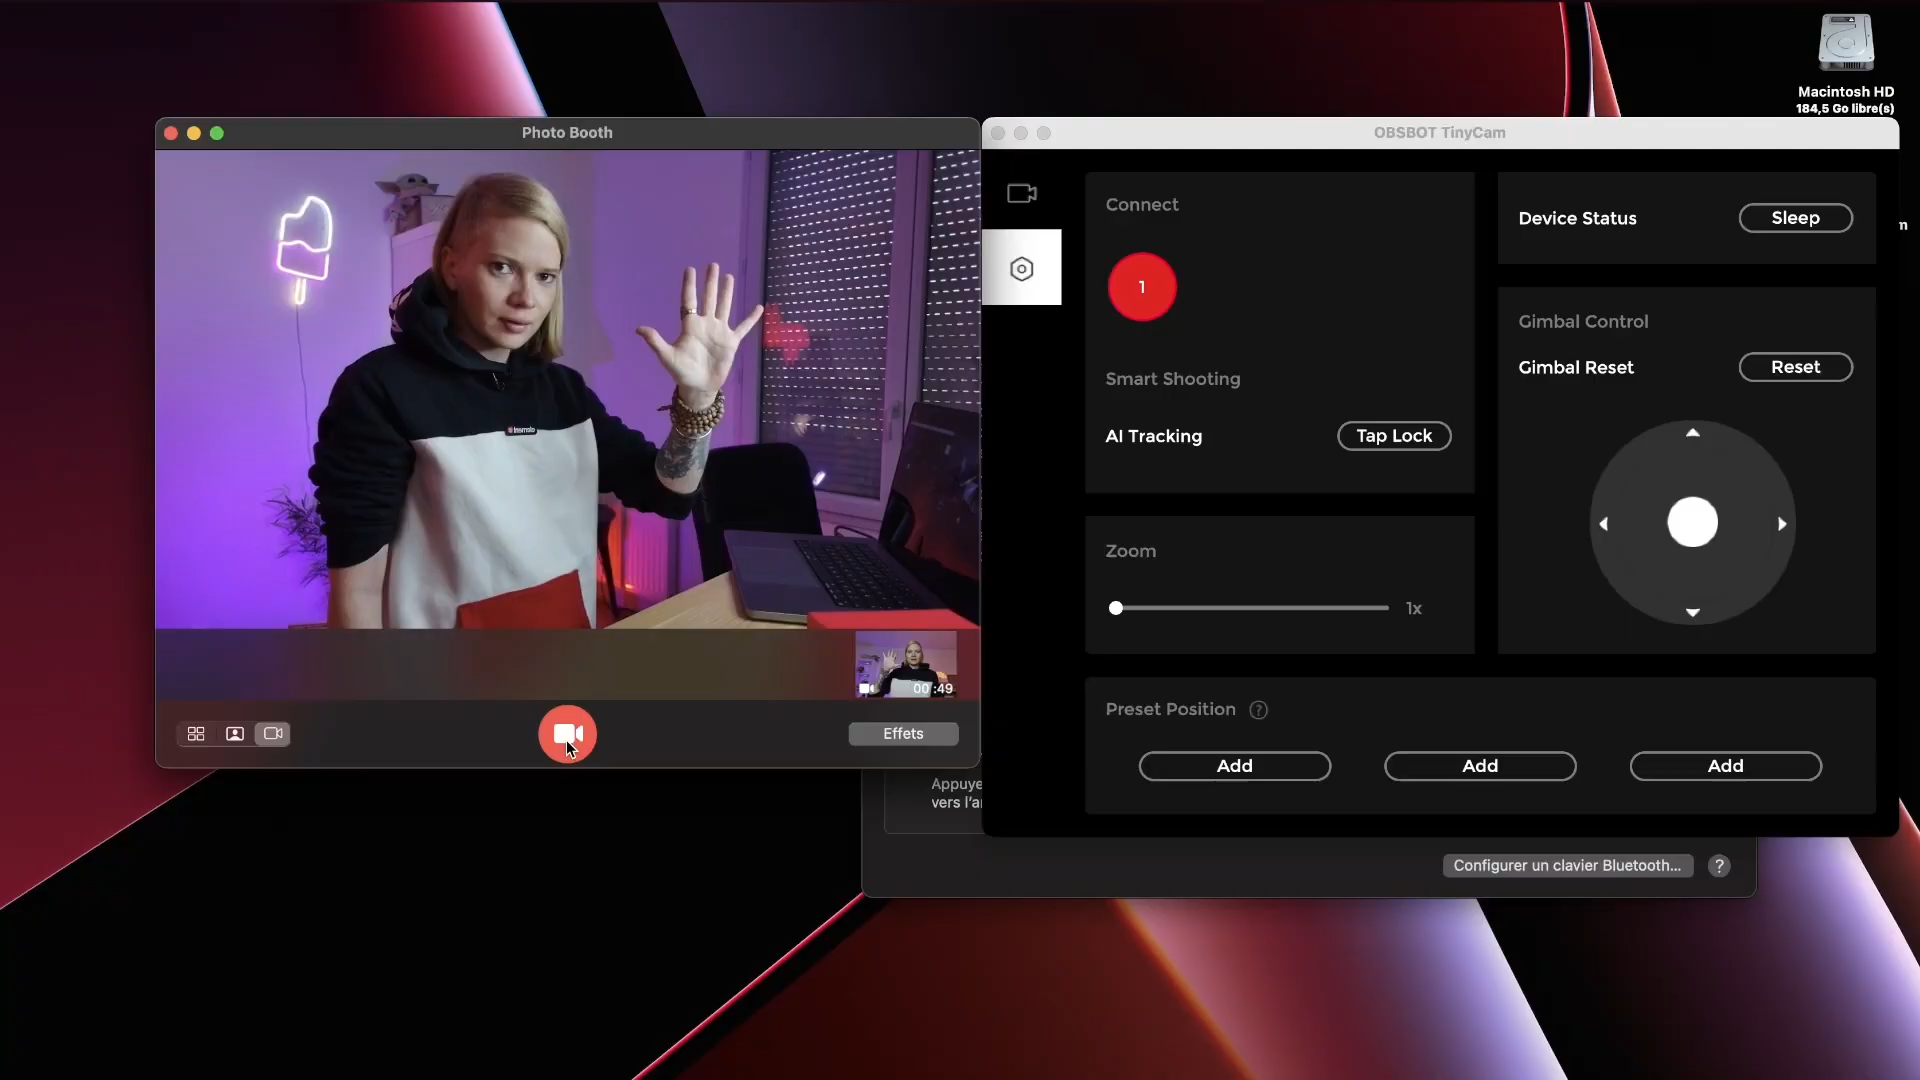 Macintosh HD
184,5 Go libre(s)
Photo Booth
OBSBOT TinyCam
Connect
1
Device Status
Sleep
Gimbal Control
Gimbal Reset
Reset
Smart Shooting
AI Tracking
Tap Lock
Zoom
1x
00:49
Preset Position ?
Effets
Add
Add
Add
Appuye
vers l'a
Configurer un clavier Bluetooth...
?